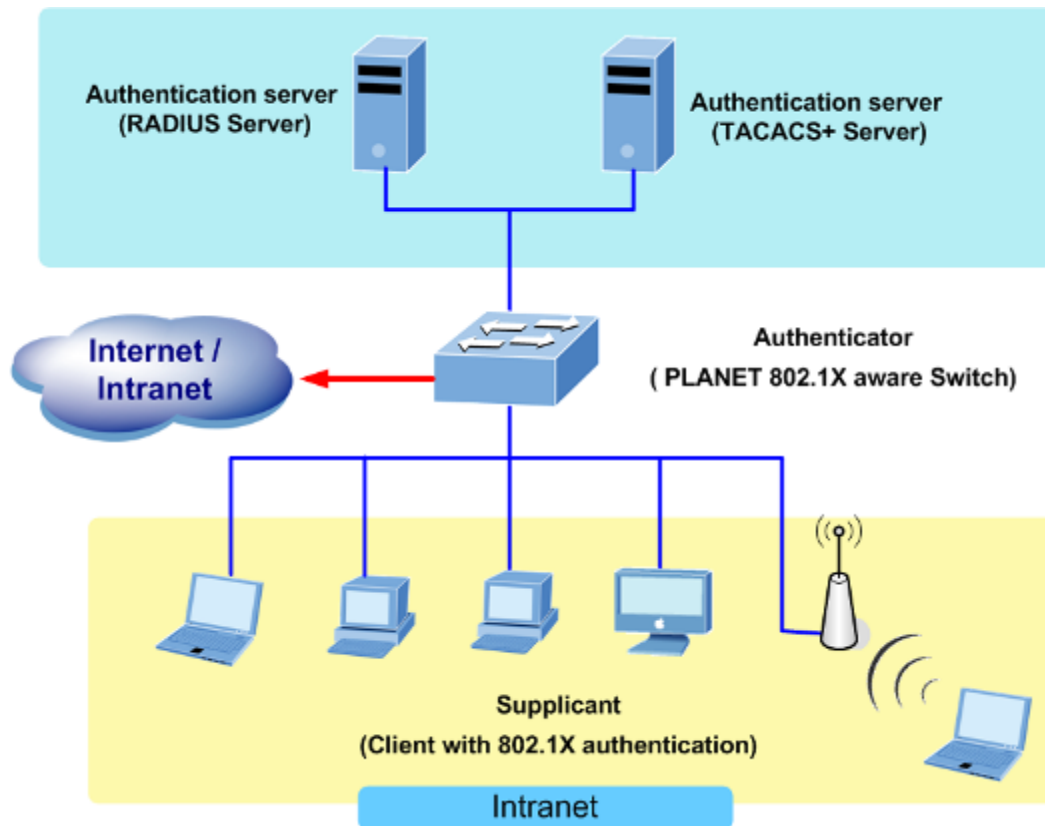 Authentication server
(RADIUS Server)
Authentication server
(TACACS+ Server)
Internet /
Intranet
Authenticator
( PLANET 802.1X aware Switch)
Supplicant
(Client with 802.1X authentication)
Intranet